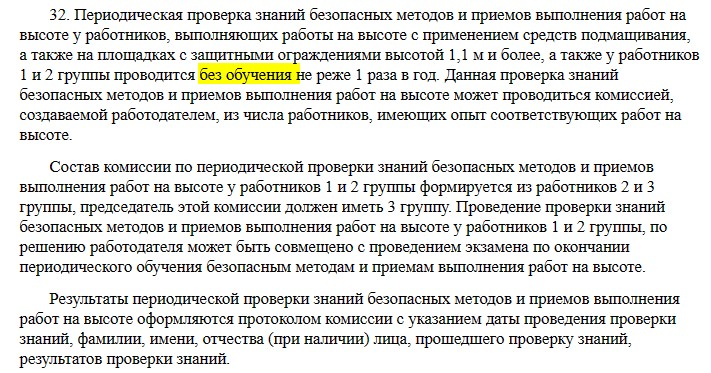 32. Периодическая проверка знаний безопасных методов и приемов выполнения работ на
высоте у работников, выполняющих работы на высоте с применением средств подмащивания,
а также на площадках с защитными ограждениями высотой 1,1 м и более, а также у работников
1 и 2 группы проводится без обучения не реже 1 раза в год. Данная проверка знаний
безопасных методов и приемов выполнения работ на высоте может проводиться комиссией,
создаваемой работодателем, из числа работников, имеющих опыт соответствующих работ на
высоте.
Состав комиссии по периодической проверки знаний безопасных методов и приемов
выполнения работ на высоте у работников 1 и 2 группы формируется из работников 2 и 3
группы, председатель этой комиссии должен иметь 3 группу. Проведение проверки знаний
безопасных методов и приемов выполнения работ на высоте у работников 1 и 2 группы, по
решению работодателя может быть совмещено с проведением экзамена по окончании
периодического обучения безопасным методам и приемам выполнения работ на высоте.
Результаты периодической проверки знаний безопасных методов и приемов выполнения
работ на высоте оформляются протоколом комиссии с указанием даты проведения проверки
знаний, фамилии, имени, отчества (при наличии) лица, прошедшего проверку знаний,
результатов проверки знаний.